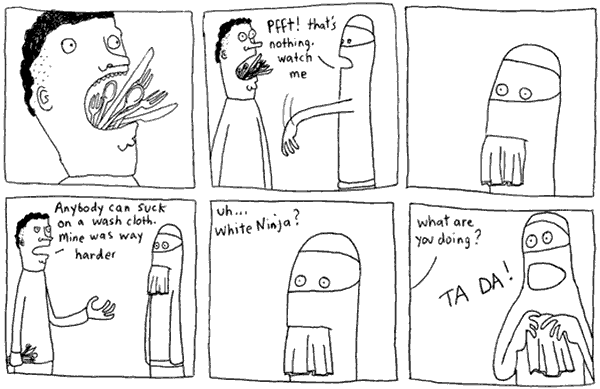 Pfft! that's
nothing.
watch
me
Anybody can suck
on a wash cloth.
Mine was way
harder
uh...
White Ninja?
what are
you doing?
TA DA!